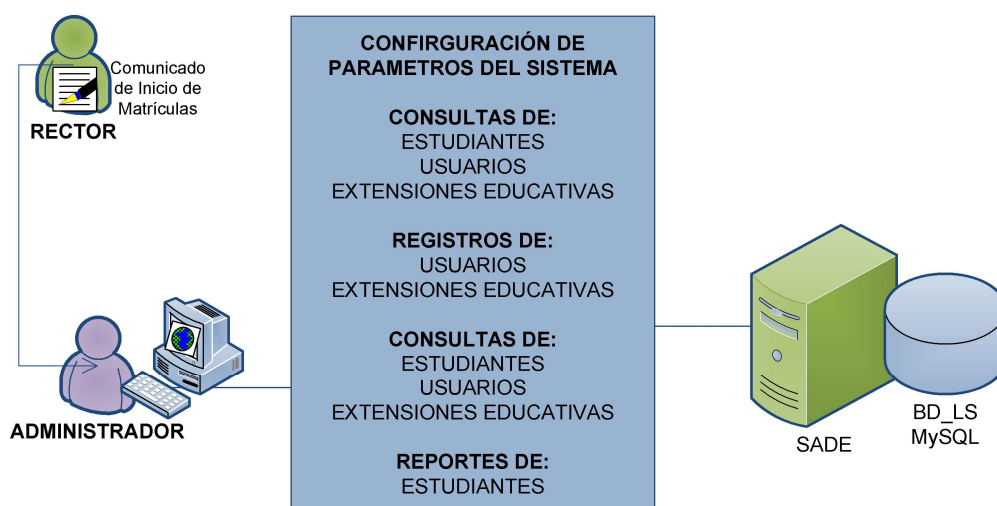 Comunicado
de Inicio de
Matrículas
RECTOR
ADMINISTRADOR
CONFIRGURACIÓN DE
PARAMETROS DEL SISTEMA
CONSULTAS DE:
ESTUDIANTES
USUARIOS
EXTENSIONES EDUCATIVAS
REGISTROS DE:
USUARIOS
EXTENSIONES EDUCATIVAS
CONSULTAS DE:
ESTUDIANTES
USUARIOS
EXTENSIONES EDUCATIVAS
REPORTES DE:
ESTUDIANTES
SADE
BD_LS
MySQL